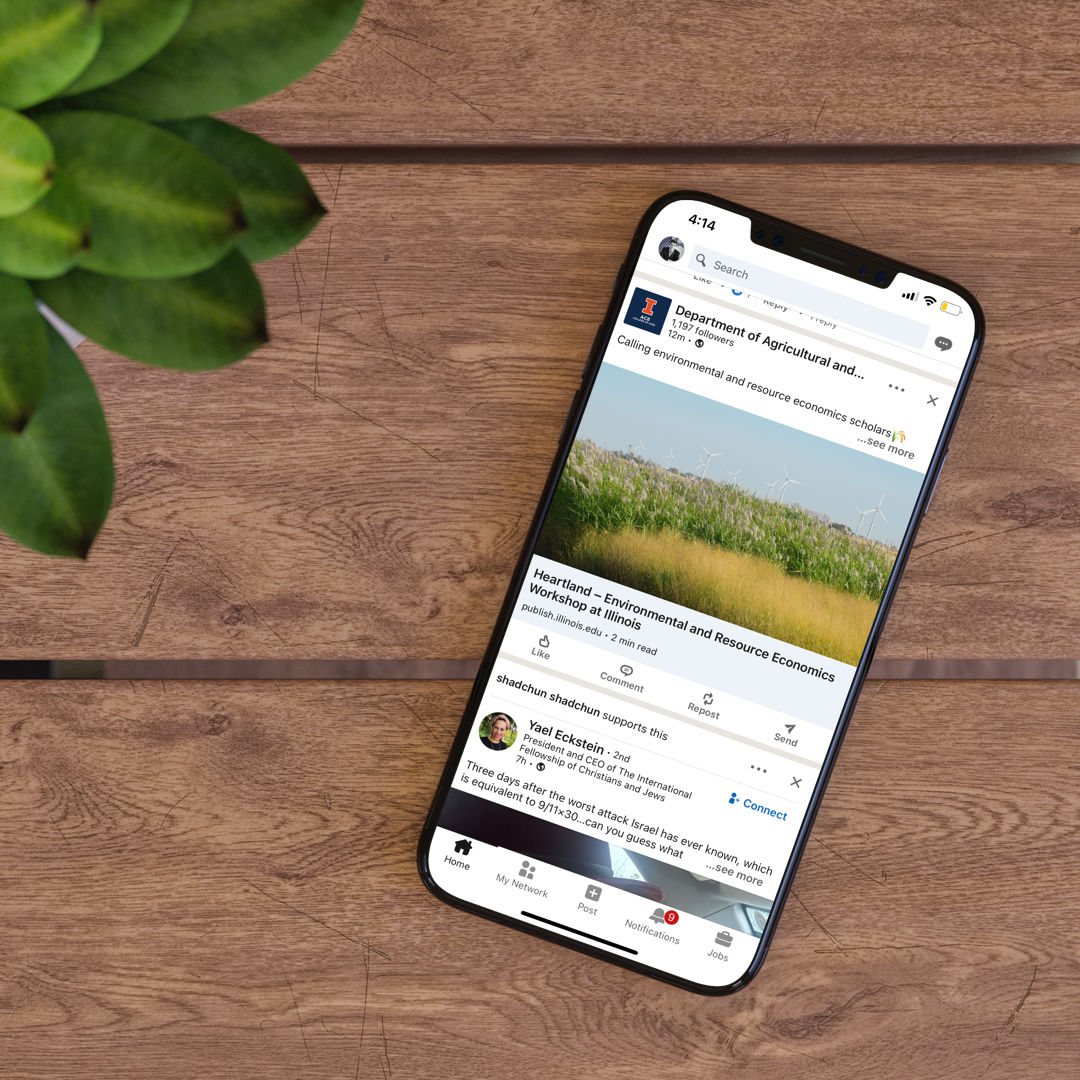 4:14
Search
Like
Reply
1 reply
I
ACE
Department of Agricultural and...
1,197 followers
12m •
Calling environmental and resource economics scholars
...see more
Heartland – Environmental and Resource Economics
Workshop at Illinois
publish.illinois.edu • 2 min read
Like
Comment
Repost
Send
shadchun shadchun supports this
Yael Eckstein • 2nd
President and CEO of The International
Fellowship of Christians and Jews
7h •
Connect
Three days after the worst attack Israel has ever known, which
is equivalent to 9/11x30...can you guess what
...see more
Home
My Network
Post
9
Notifications
Jobs